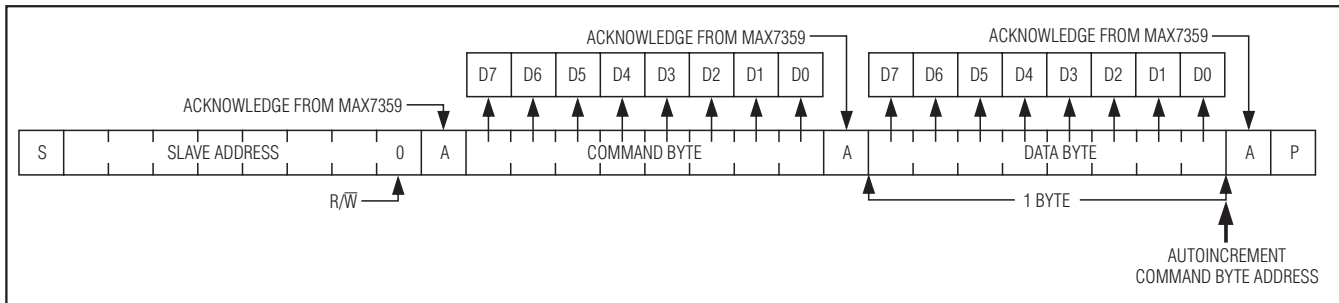 ACKNOWLEDGE FROM MAX7359
ACKNOWLEDGE FROM MAX7359
D7 D6 D5 D4 D3 D2 D1 D0
D7 D6 D5 D4 D3 D2 D1 D0
ACKNOWLEDGE FROM MAX7359
S SLAVE ADDRESS 0 A COMMAND BYTE A DATA BYTE A P
R/W̅
1 BYTE
AUTOINCREMENT
COMMAND BYTE ADDRESS